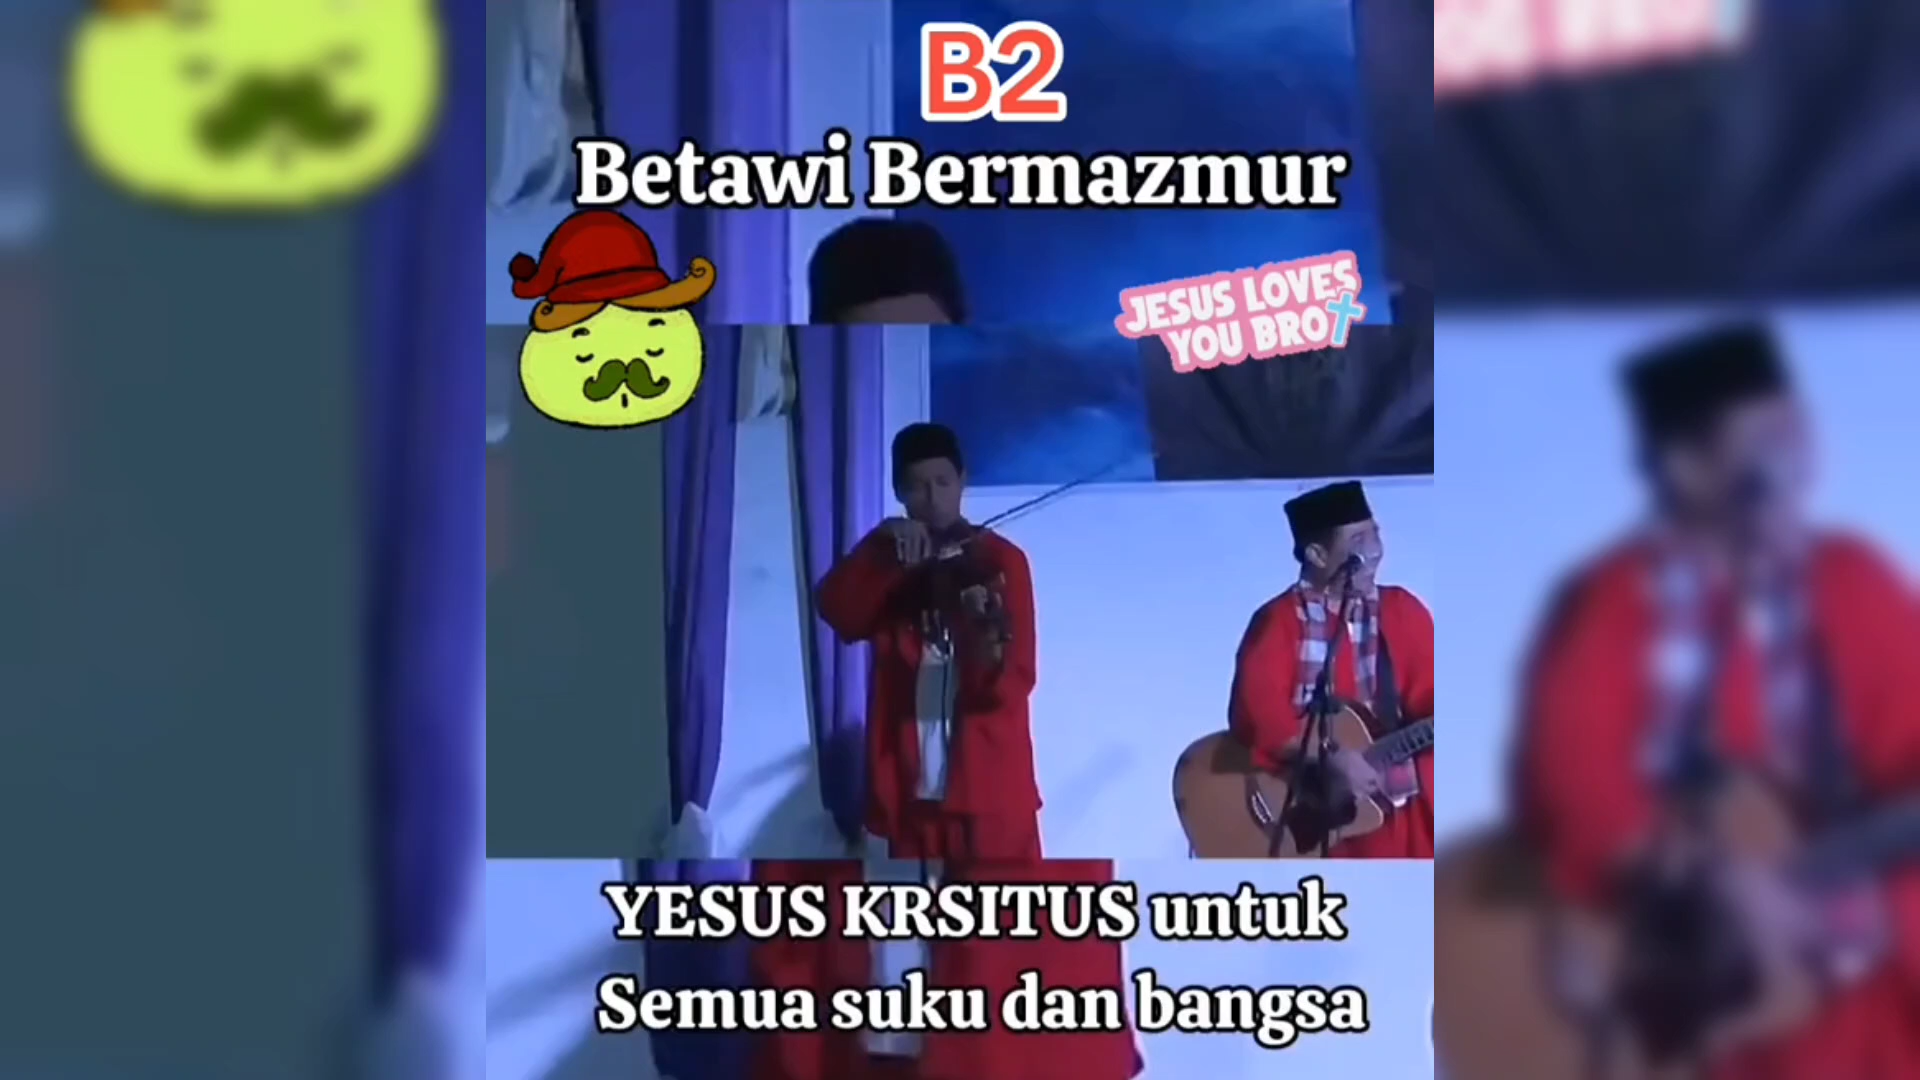 B2
Betawi Bermazmur
JESUS LOVES
YOU BRO
YESUS KRSITUS untuk
Semua suku dan bangsa